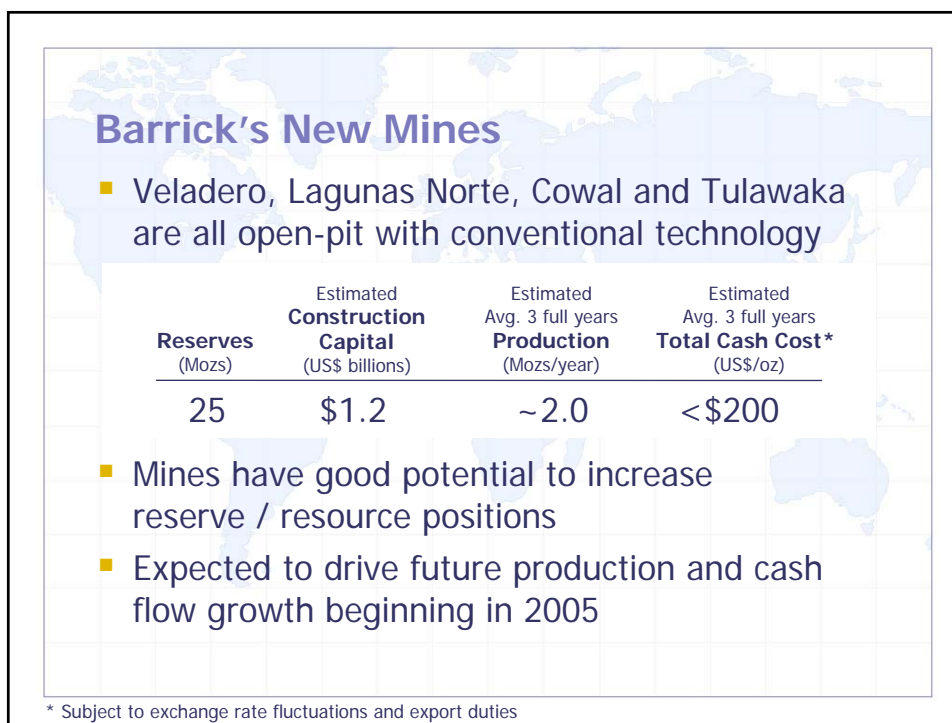 Barrick's New Mines
▪ Veladero, Lagunas Norte, Cowal and Tulawaka
are all open-pit with conventional technology
Reserves
(Mozs)
Estimated
Construction
Capital
(US$ billions)
Estimated
Avg. 3 full years
Production
(Mozs/year)
Estimated
Avg. 3 full years
Total Cash Cost*
(US$/oz)
25 $1.2 ~2.0 <$200
▪ Mines have good potential to increase
reserve / resource positions
▪ Expected to drive future production and cash
flow growth beginning in 2005
* Subject to exchange rate fluctuations and export duties